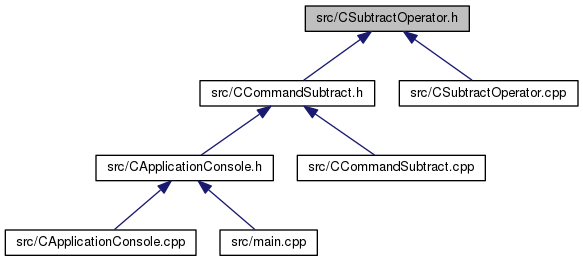 src/CSubtractOperator.h
src/CCommandSubtract.h
src/CSubtractOperator.cpp
src/CApplicationConsole.h
src/CCommandSubtract.cpp
src/CApplicationConsole.cpp
src/main.cpp